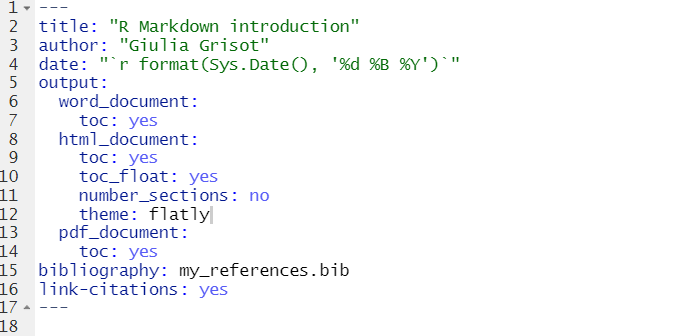 1 ---
2 title: "R Markdown introduction"
3 author: "Giulia Grisot"
4 date: "`r format(Sys.Date(), '%d %B %Y')`"
5 output:
6   word_document:
7     toc: yes
8   html_document:
9     toc: yes
10     toc_float: yes
11     number_sections: no
12     theme: flatly
13   pdf_document:
14     toc: yes
15 bibliography: my_references.bib
16 link-citations: yes
17 ---
18